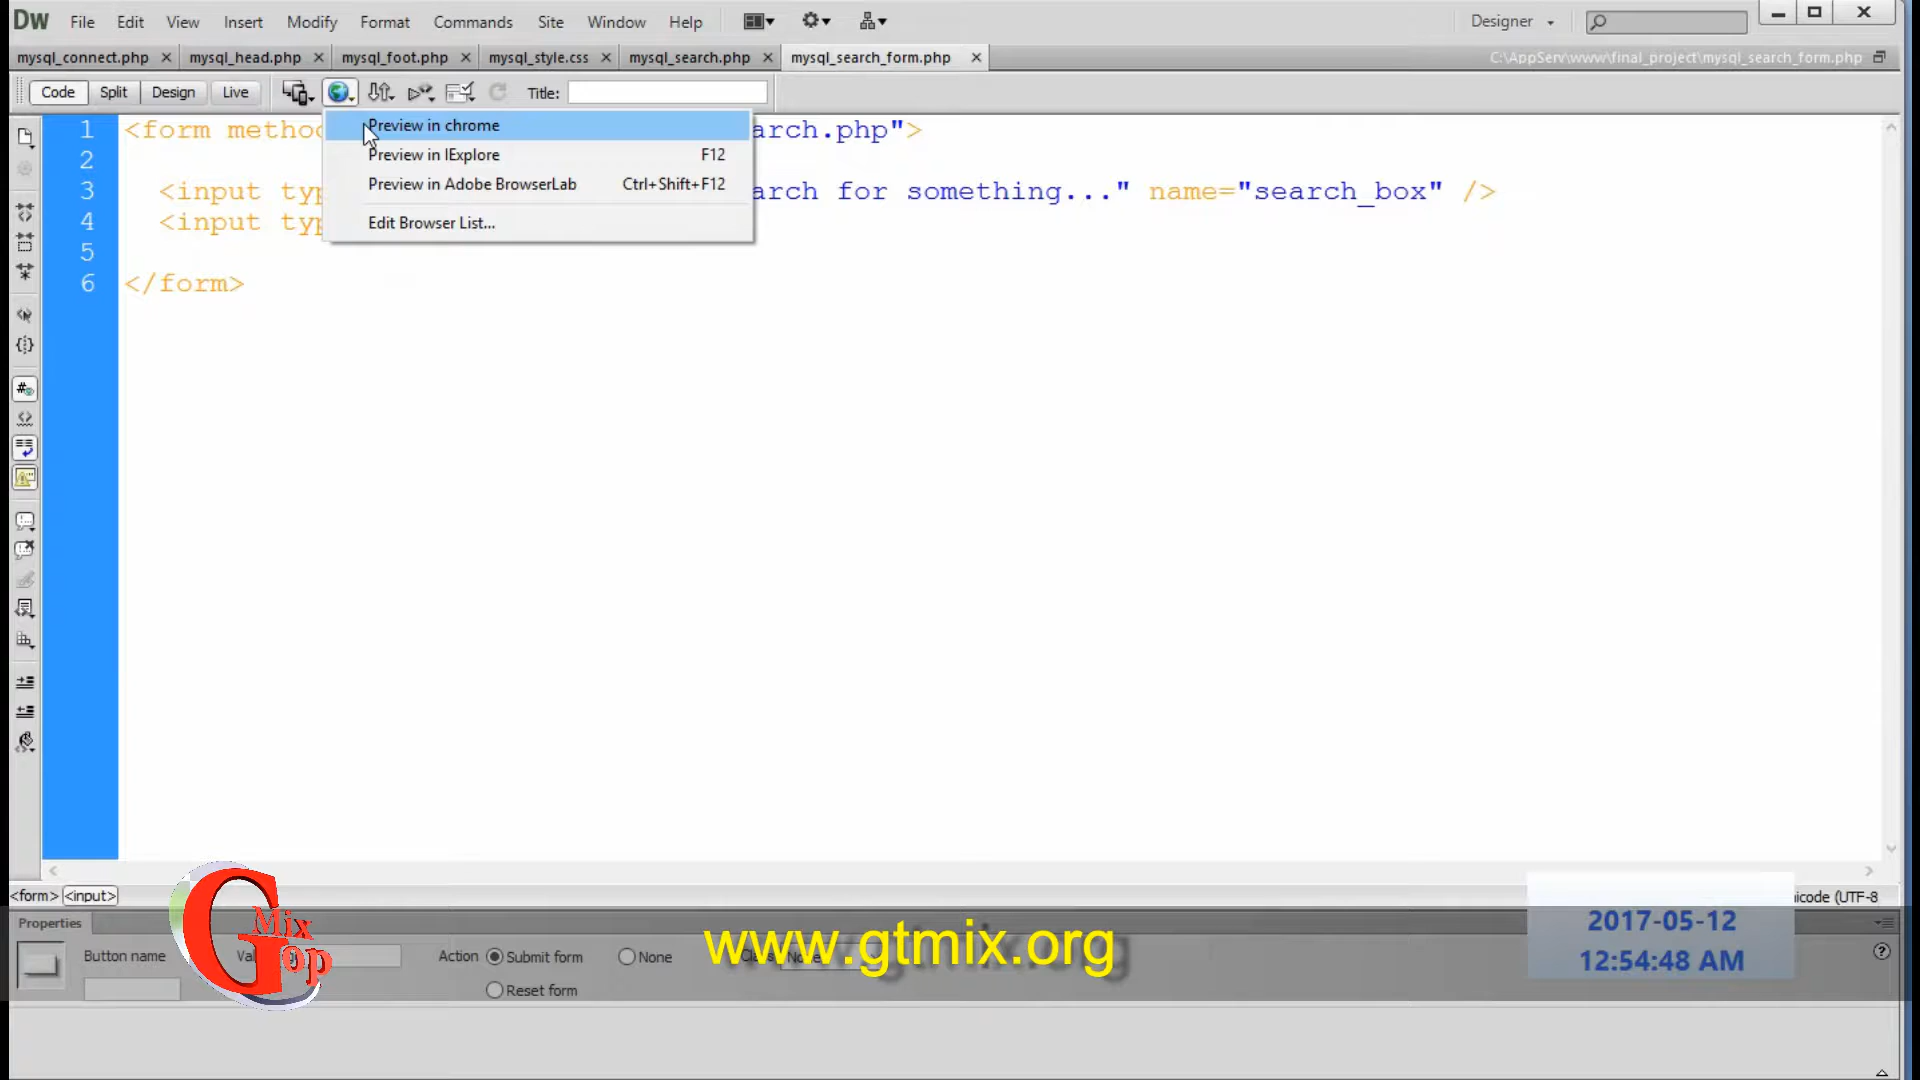 Dw File Edit View Insert Modify Format Commands Site Window Help Designer
mysql_connect.php mysql_head.php mysql_foot.php mysql_style.css mysql_search.php mysql_search_form.php C:\AppServ\www\final_project\mysql_search_form.php
Code Split Design Live Title:
Preview in chrome
Preview in IExplore F12
Preview in Adobe BrowserLab Ctrl+Shift+F12
Edit Browser List...
1 <form metho arch.php">
2
3 <input typ arch for something..." name="search_box" />
4 <input typ
5
6 </form>
<form> <input> icode (UTF-8
Properties
Button name Action Submit form None
Reset form
G Mix Top
www.gtmix.org
2017-05-12
12:54:48 AM